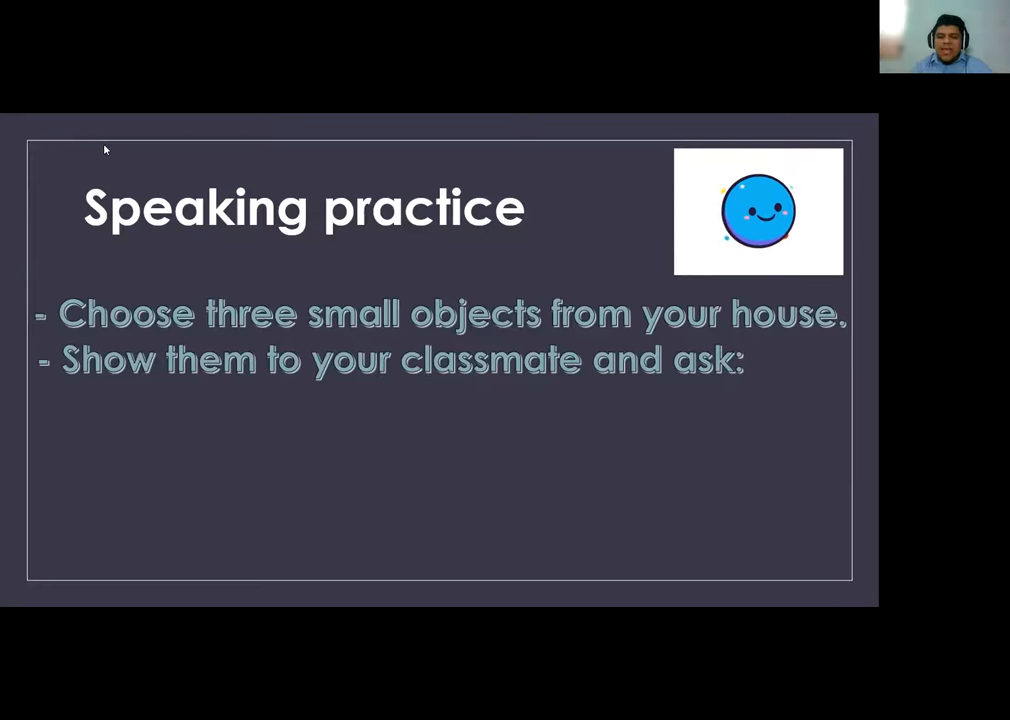 Speaking practice
- Choose three small objects from your house.
- Show them to your classmate and ask: